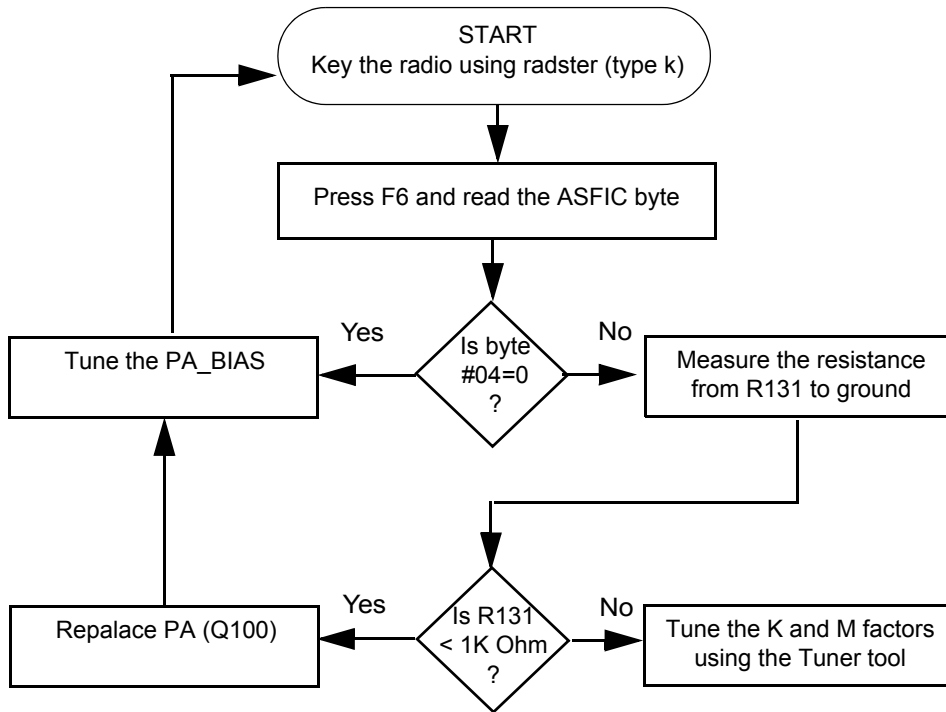 START
Key the radio using radster (type k)
Press F6 and read the ASFIC byte
Yes
Is byte
#04=0
?
No
Tune the PA_BIAS
Measure the resistance
from R131 to ground
Yes
Is R131
< 1K Ohm
?
No
Repalace PA (Q100)
Tune the K and M factors
using the Tuner tool